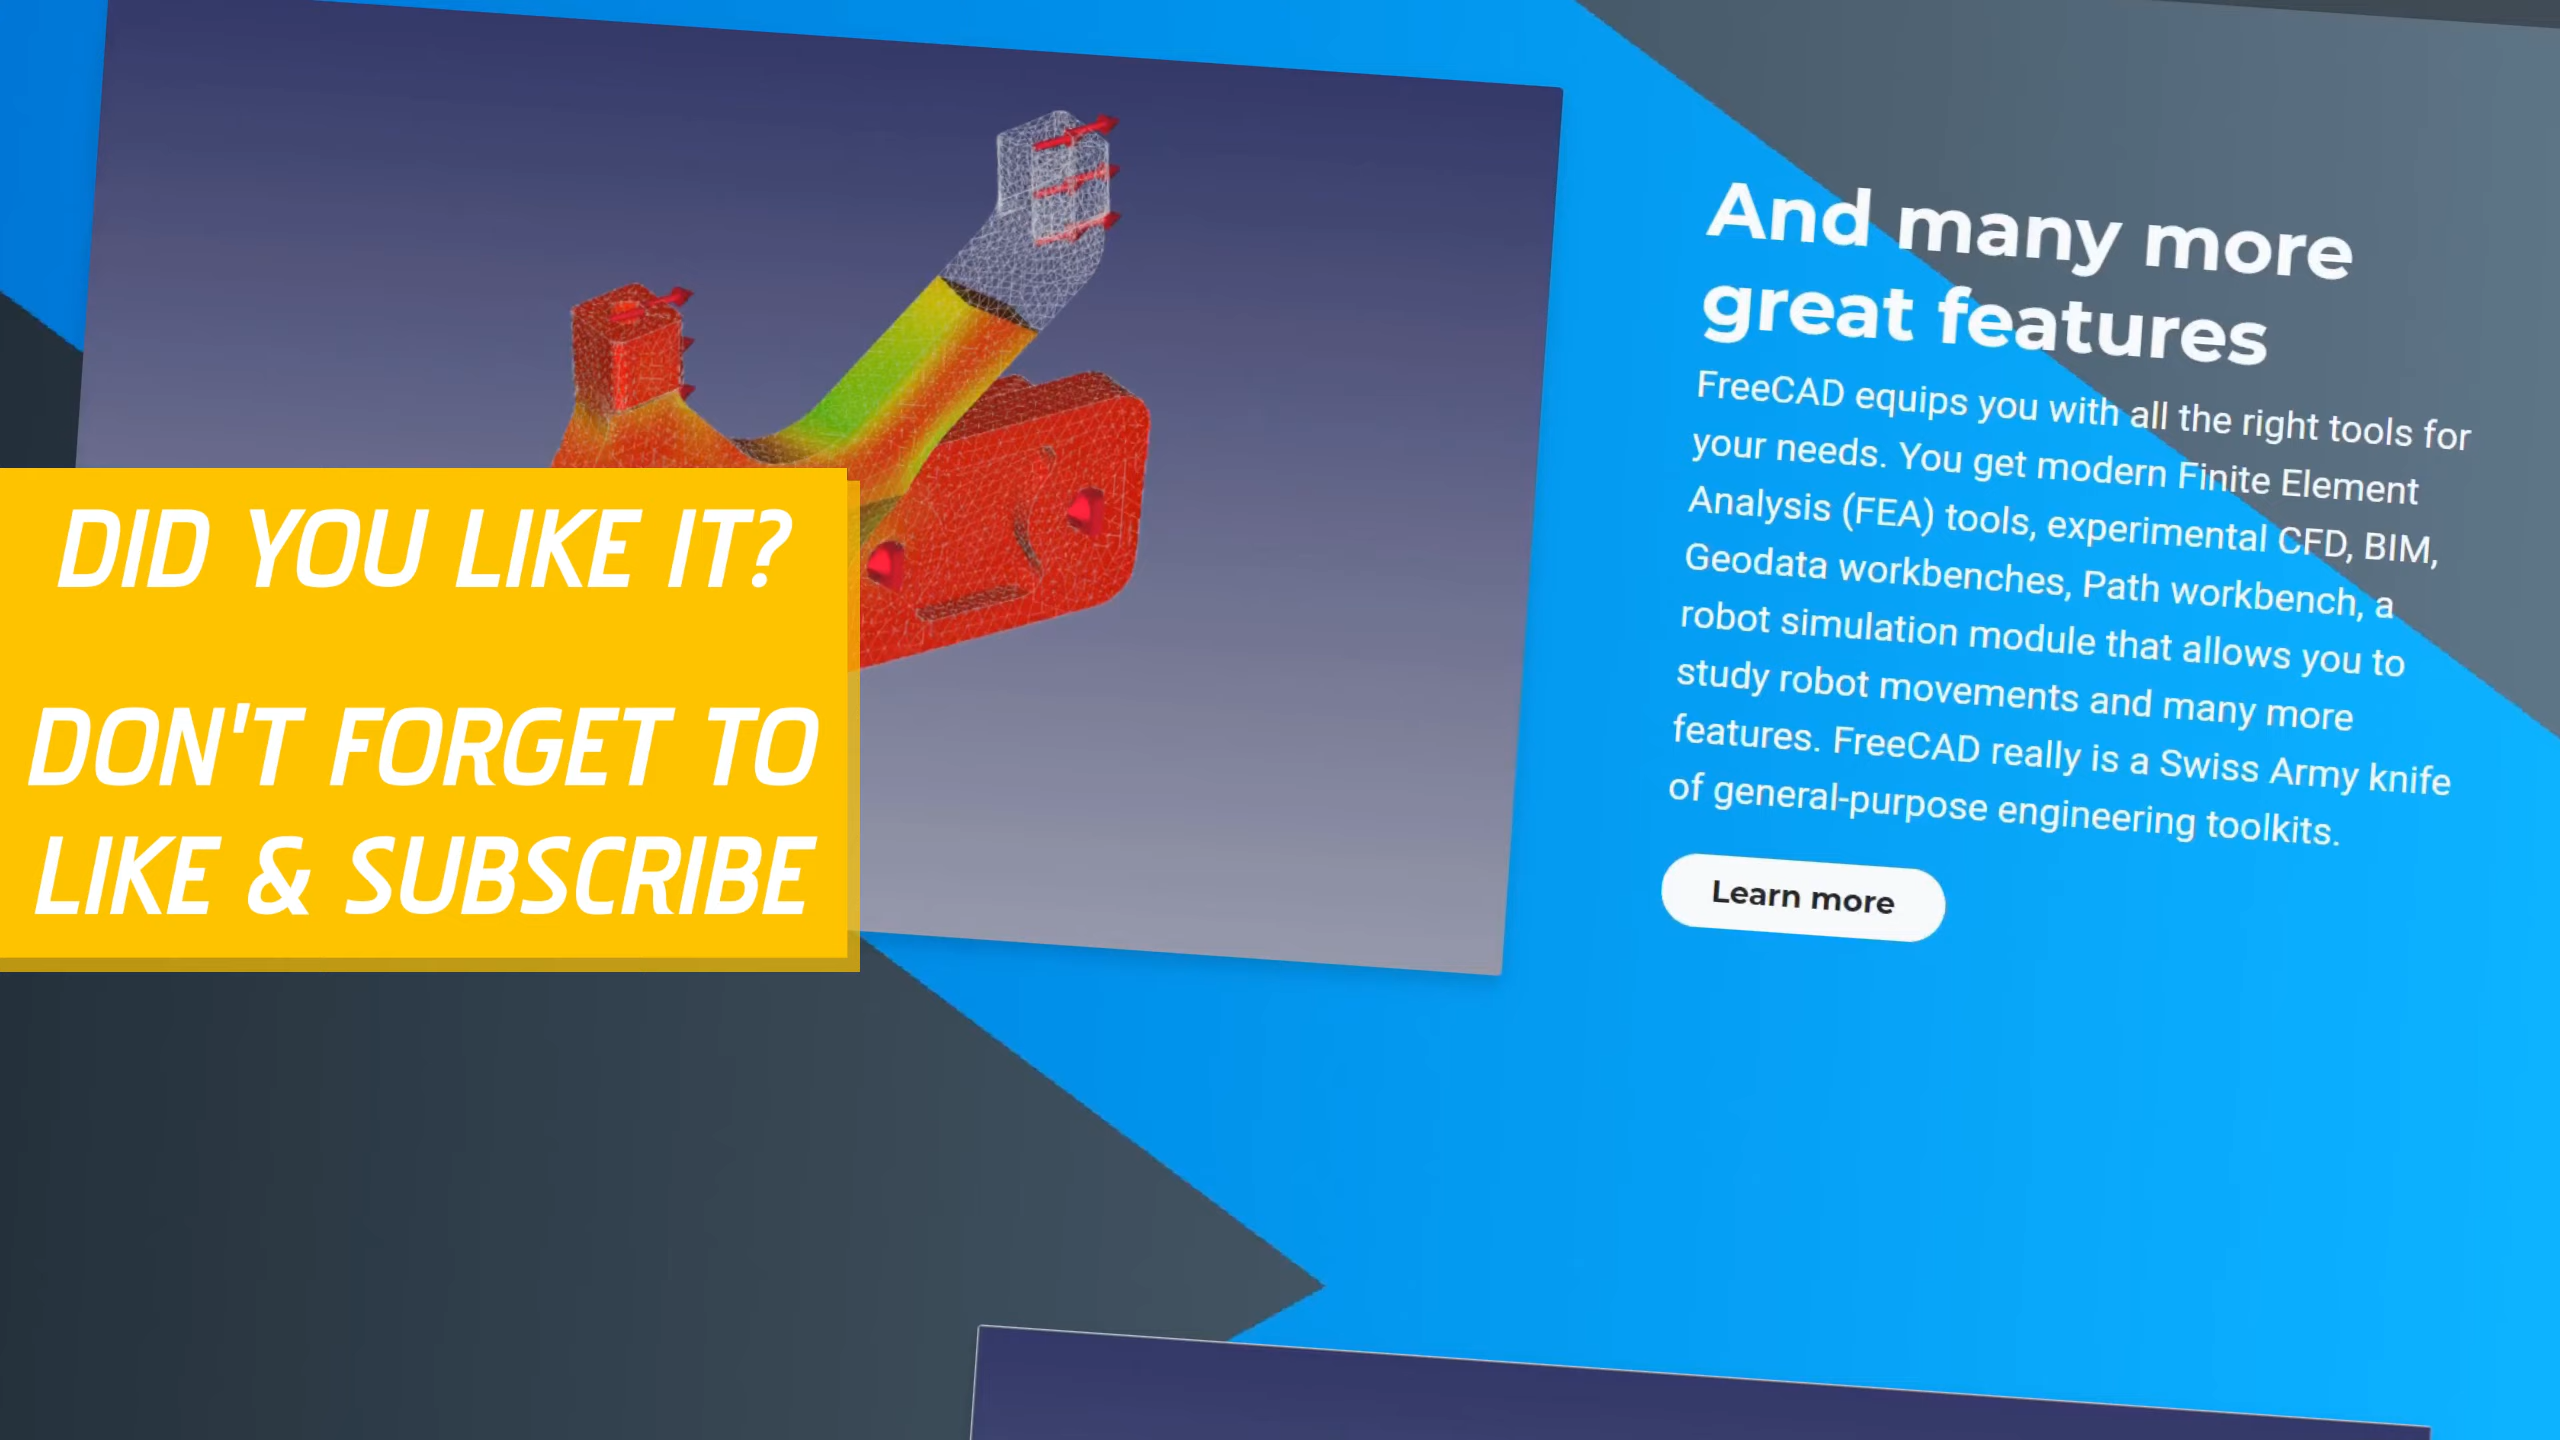 DID YOU LIKE IT?
DON'T FORGET TO
LIKE & SUBSCRIBE
And many more
great features
FreeCAD equips you with all the right tools for
your needs. You get modern Finite Element
Analysis (FEA) tools, experimental CFD, BIM,
Geodata workbenches, Path workbench, a
robot simulation module that allows you to
study robot movements and many more
features. FreeCAD really is a Swiss Army knife
of general-purpose engineering toolkits.
Learn more